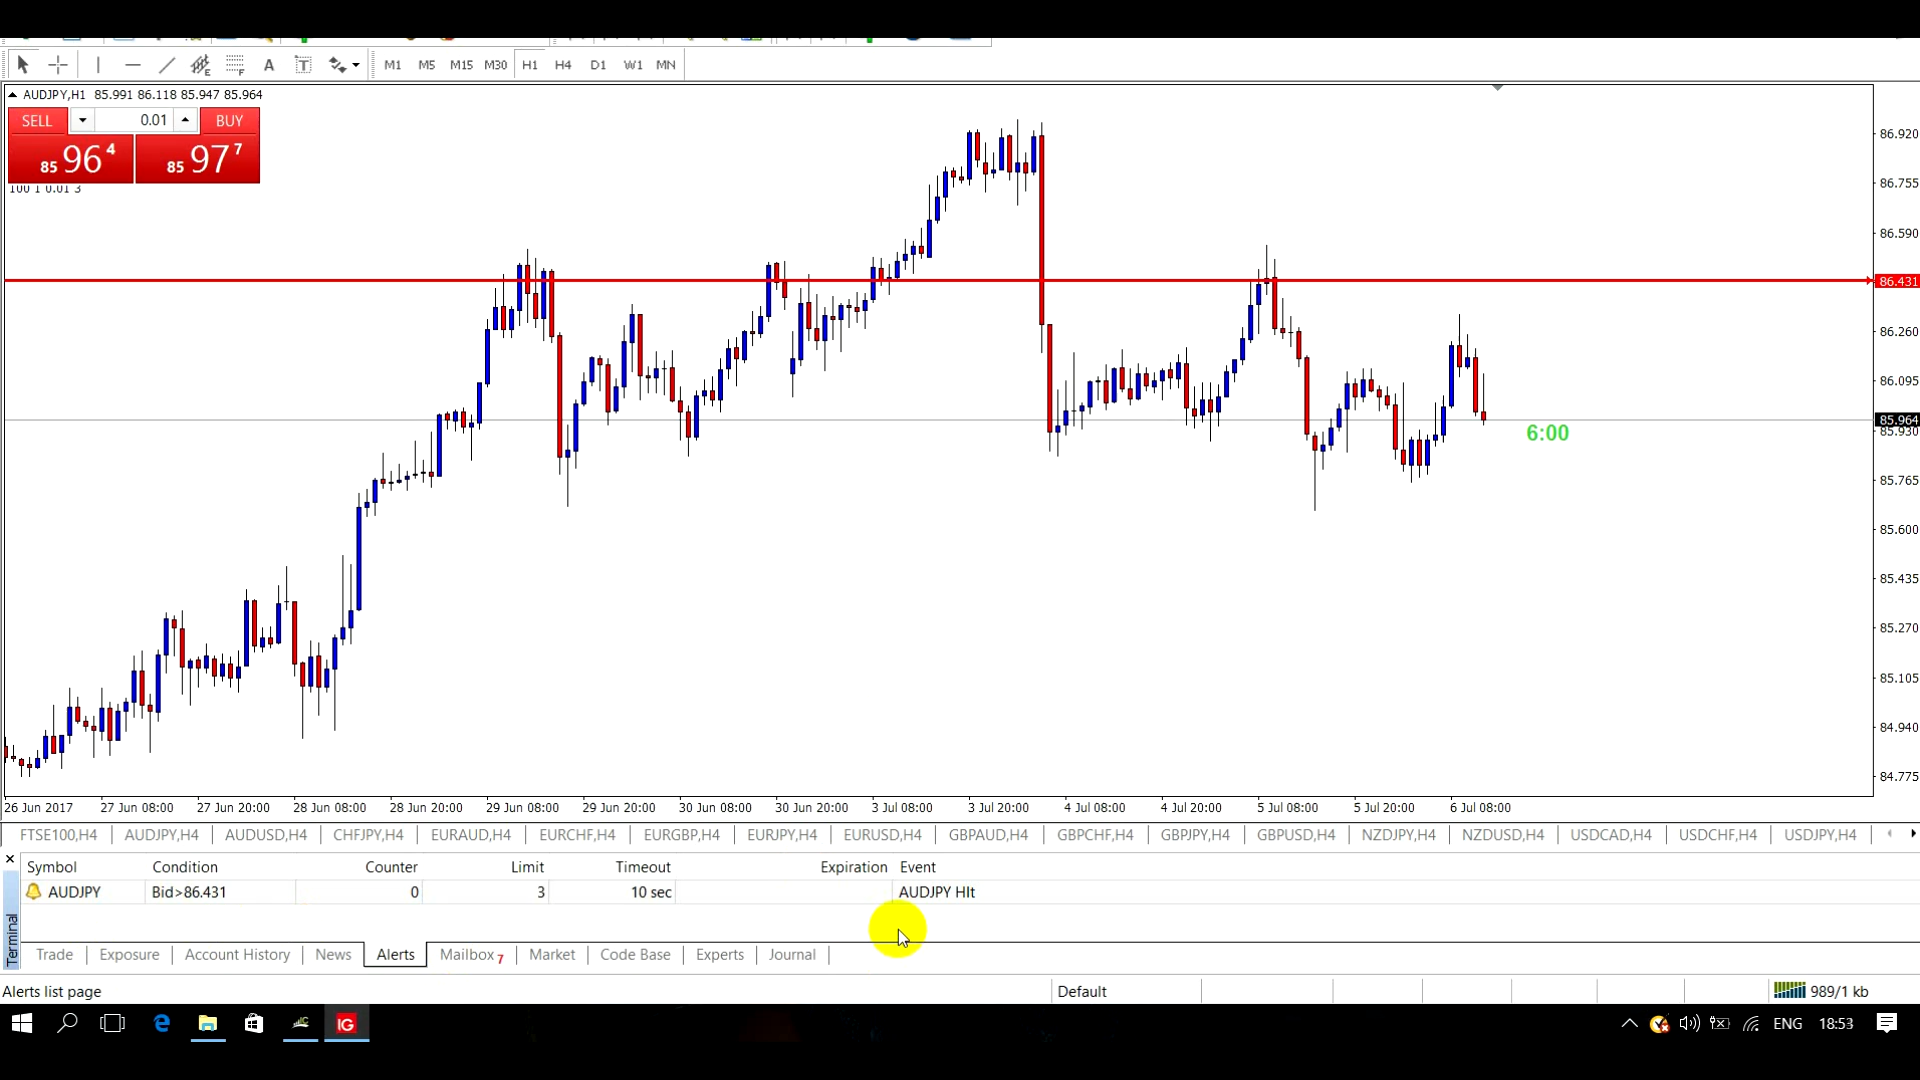 E F A T M1 M5 M15 M30 H1 H4 D1 W1 MN
AUDJPY,H1 85.991 86.118 85.947 85.964
SELL 0.01 BUY
85 96 4 85 97 7
100 1 0.01 3
86.920
86.755
86.590
86.431
86.260
86.095
85.964
85.930
6:00
85.765
85.600
85.435
85.270
85.105
84.940
84.775
26 Jun 2017 27 Jun 08:00 27 Jun 20:00 28 Jun 08:00 28 Jun 20:00 29 Jun 08:00 29 Jun 20:00 30 Jun 08:00 30 Jun 20:00 3 Jul 08:00 3 Jul 20:00 4 Jul 08:00 4 Jul 20:00 5 Jul 08:00 5 Jul 20:00 6 Jul 08:00
FTSE100,H4 AUDJPY,H4 AUDUSD,H4 CHFJPY,H4 EURAUD,H4 EURCHF,H4 EURGBP,H4 EURJPY,H4 EURUSD,H4 GBPAUD,H4 GBPCHF,H4 GBPJPY,H4 GBPUSD,H4 NZDJPY,H4 NZDUSD,H4 USDCAD,H4 USDCHF,H4 USDJPY,H4
Symbol Condition Counter Limit Timeout Expiration Event
AUDJPY Bid>86.431 0 3 10 sec AUDJPY HIt
Terminal
Trade Exposure Account History News Alerts Mailbox 7 Market Code Base Experts Journal
Alerts list page Default 989/1 kb
IG ENG 18:53